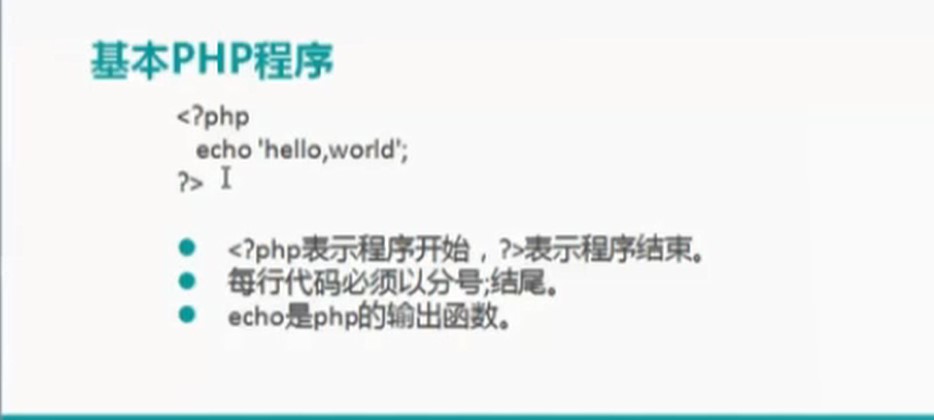 基本PHP程序
<?php
echo 'hello,world';
?>
<?php表示程序开始，?>表示程序结束。
每行代码必须以分号;结尾。
echo是php的输出函数。